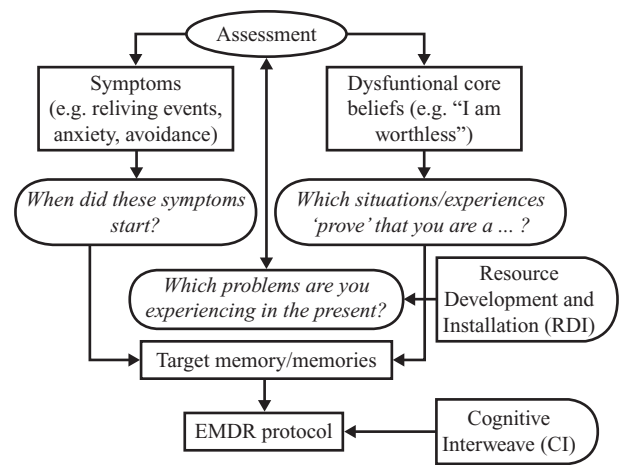 Assessment
Symptoms
(e.g. reliving events,
anxiety, avoidance)
Dysfuntional core
beliefs (e.g. “I am
worthless”)
When did these symptoms
start?
Which situations/experiences
‘prove’ that you are a ... ?
Which problems are you
experiencing in the present?
Resource
Development and
Installation (RDI)
Target memory/memories
EMDR protocol
Cognitive
Interweave (CI)